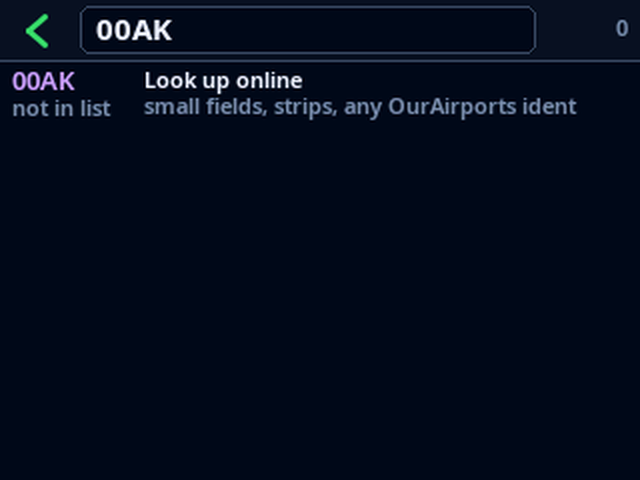 00AK 0
00AK Look up online
not in list small fields, strips, any OurAirports ident